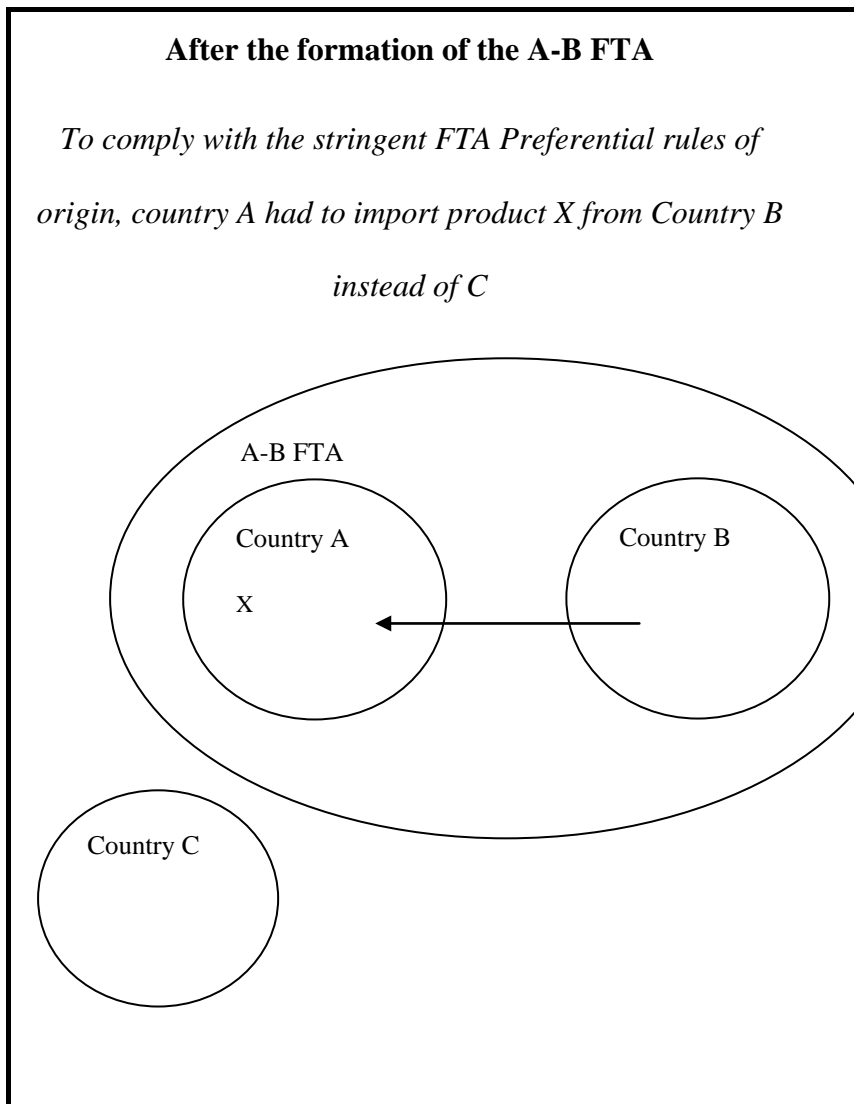 After the formation of the A-B FTA
To comply with the stringent FTA Preferential rules of
origin, country A had to import product X from Country B
instead of C
A-B FTA
Country A
Country B
X
Country C